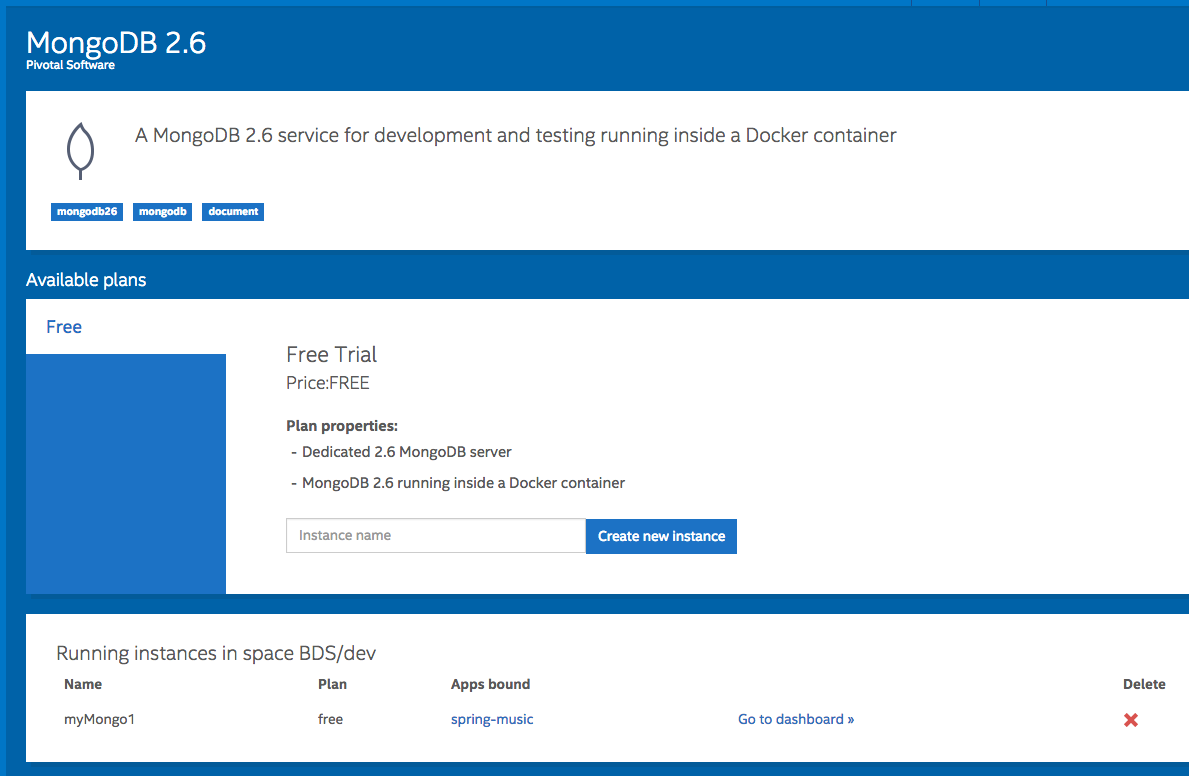 MongoDB 2.6
Pivotal Software
A MongoDB 2.6 service for development and testing running inside a Docker container
mongodb26 mongodb document
Available plans
Free
Free Trial
Price:FREE
Plan properties:
- Dedicated 2.6 MongoDB server
- MongoDB 2.6 running inside a Docker container
Instance name Create new instance
Running instances in space BDS/dev
Name Plan Apps bound Delete
myMongo1 free spring-music Go to dashboard »